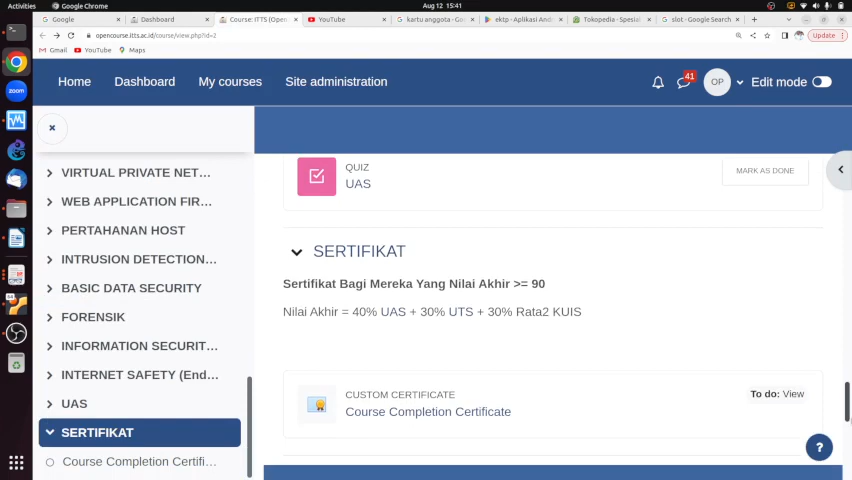 Activities
Google Chrome
Aug 12 15:41
Google
Dashboard
Course: ITTS (Open
YouTube
kartu anggota - Goo
ektp - Aplikasi Andr
Tokopedia - Spesial
slot - Google Search
opencourse.itts.ac.id/course/view.php?id=2
Update
Gmail
YouTube
Maps
Home
Dashboard
My courses
Site administration
41
OP
Edit mode
zoom
VIRTUAL PRIVATE NET...
WEB APPLICATION FIR...
PERTAHANAN HOST
INTRUSION DETECTION...
BASIC DATA SECURITY
FORENSIK
INFORMATION SECURIT...
INTERNET SAFETY (End...
UAS
SERTIFIKAT
Course Completion Certifi...
QUIZ
UAS
MARK AS DONE
SERTIFIKAT
Sertifikat Bagi Mereka Yang Nilai Akhir >= 90
Nilai Akhir = 40% UAS + 30% UTS + 30% Rata2 KUIS
CUSTOM CERTIFICATE
Course Completion Certificate
To do: View
?